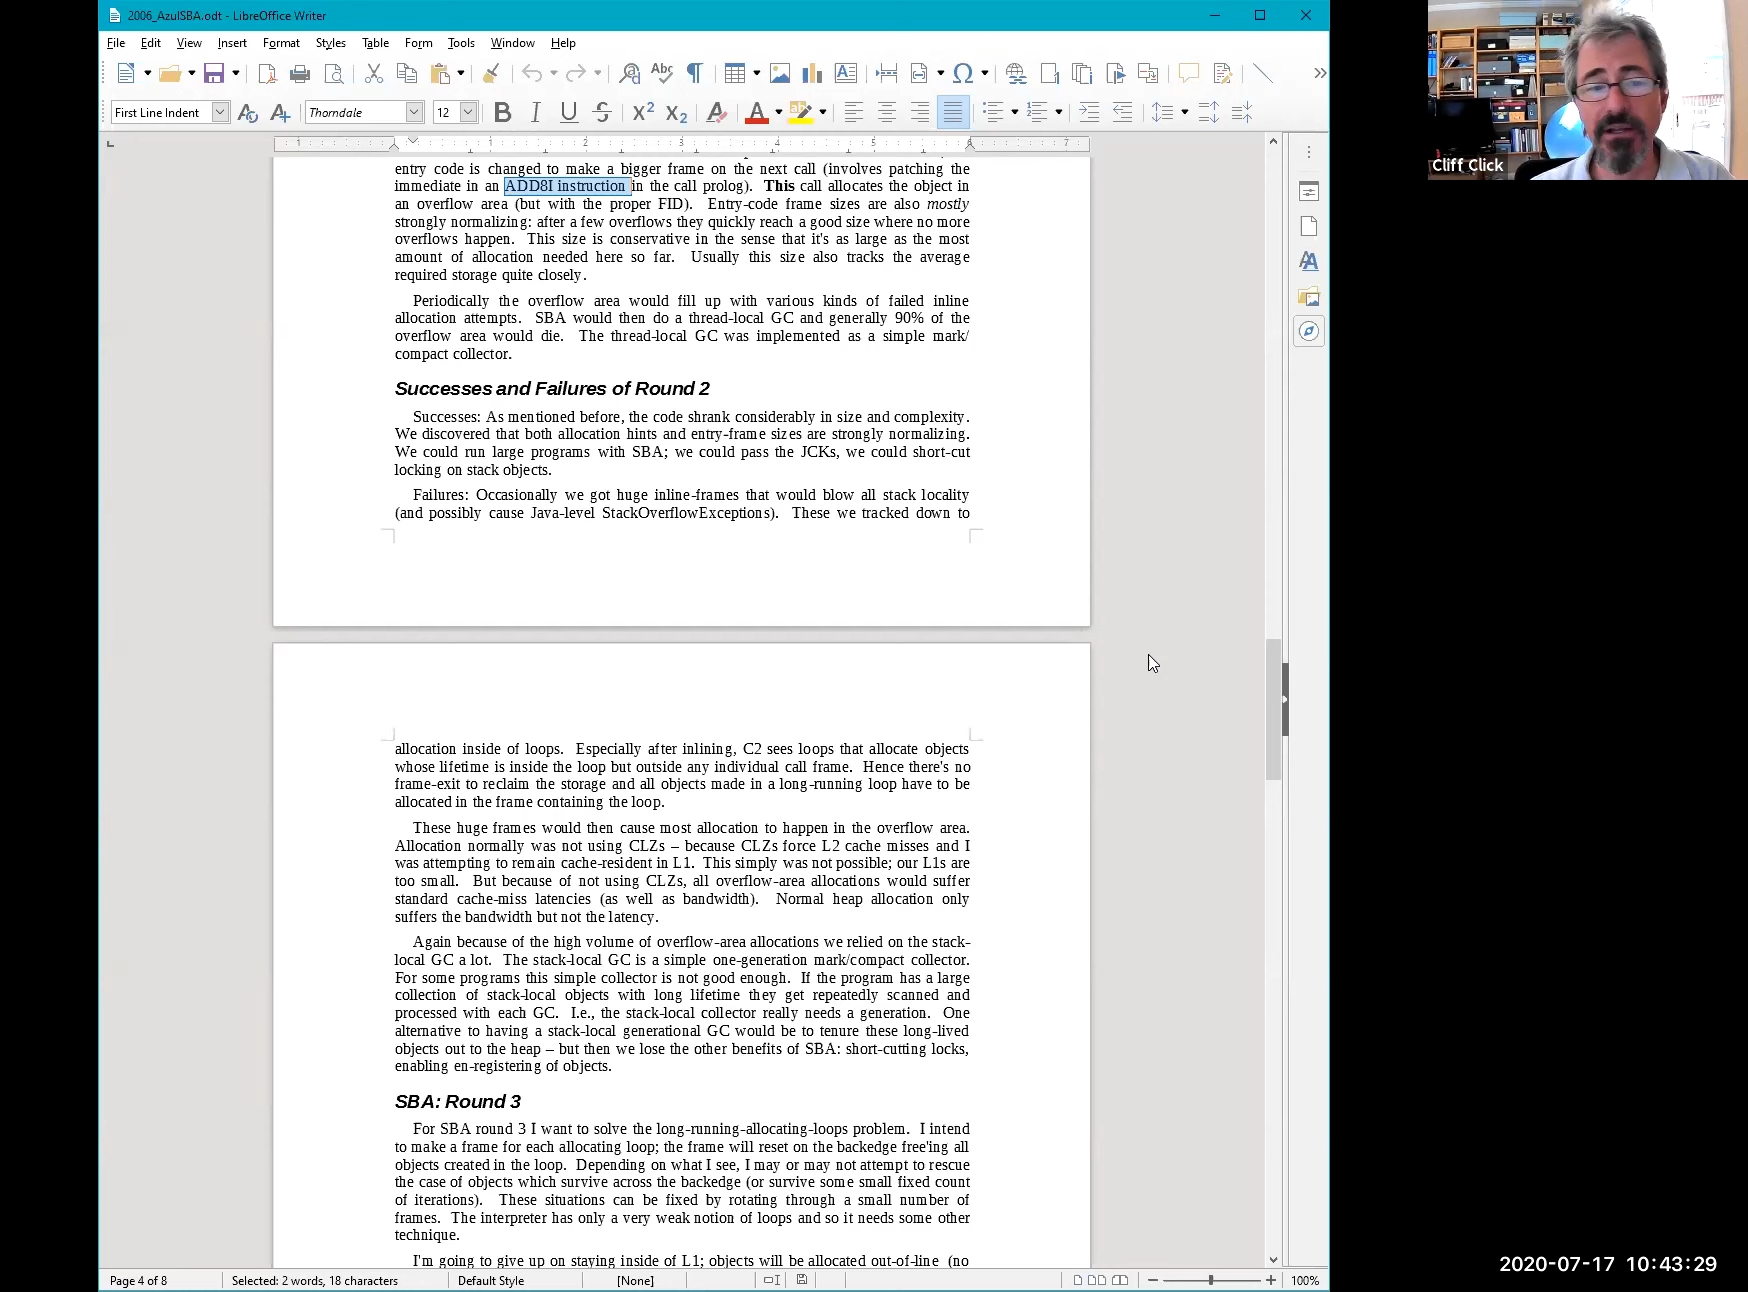 2006_AzulSBA.odt - LibreOffice Writer
File Edit View Insert Format Styles Table Form Tools Window Help
First Line Indent Thorndale 12
entry code is changed to make a bigger frame on the next call (involves patching the
immediate in an ADD8I instruction in the call prolog). This call allocates the object in
an overflow area (but with the proper FID). Entry-code frame sizes are also mostly
strongly normalizing: after a few overflows they quickly reach a good size where no more
overflows happen. This size is conservative in the sense that it's as large as the most
amount of allocation needed here so far. Usually this size also tracks the average
required storage quite closely.
Periodically the overflow area would fill up with various kinds of failed inline
allocation attempts. SBA would then do a thread-local GC and generally 90% of the
overflow area would die. The thread-local GC was implemented as a simple mark/
compact collector.
Successes and Failures of Round 2
Successes: As mentioned before, the code shrank considerably in size and complexity.
We discovered that both allocation hints and entry-frame sizes are strongly normalizing.
We could run large programs with SBA; we could pass the JCKs, we could short-cut
locking on stack objects.
Failures: Occasionally we got huge inline-frames that would blow all stack locality
(and possibly cause Java-level StackOverflowExceptions). These we tracked down to
allocation inside of loops. Especially after inlining, C2 sees loops that allocate objects
whose lifetime is inside the loop but outside any individual call frame. Hence there's no
frame-exit to reclaim the storage and all objects made in a long-running loop have to be
allocated in the frame containing the loop.
These huge frames would then cause most allocation to happen in the overflow area.
Allocation normally was not using CLZs – because CLZs force L2 cache misses and I
was attempting to remain cache-resident in L1. This simply was not possible; our L1s are
too small. But because of not using CLZs, all overflow-area allocations would suffer
standard cache-miss latencies (as well as bandwidth). Normal heap allocation only
suffers the bandwidth but not the latency.
Again because of the high volume of overflow-area allocations we relied on the stack-
local GC a lot. The stack-local GC is a simple one-generation mark/compact collector.
For some programs this simple collector is not good enough. If the program has a large
collection of stack-local objects with long lifetime they get repeatedly scanned and
processed with each GC. I.e., the stack-local collector really needs a generation. One
alternative to having a stack-local generational GC would be to tenure these long-lived
objects out to the heap – but then we lose the other benefits of SBA: short-cutting locks,
enabling en-registering of objects.
SBA: Round 3
For SBA round 3 I want to solve the long-running-allocating-loops problem. I intend
to make a frame for each allocating loop; the frame will reset on the backedge free'ing all
objects created in the loop. Depending on what I see, I may or may not attempt to rescue
the case of objects which survive across the backedge (or survive some small fixed count
of iterations). These situations can be fixed by rotating through a small number of
frames. The interpreter has only a very weak notion of loops and so it needs some other
technique.
I'm going to give up on staying inside of L1; objects will be allocated out-of-line (no
Page 4 of 8 Selected: 2 words, 18 characters Default Style [None] 100%
Cliff Click
2020-07-17 10:43:29